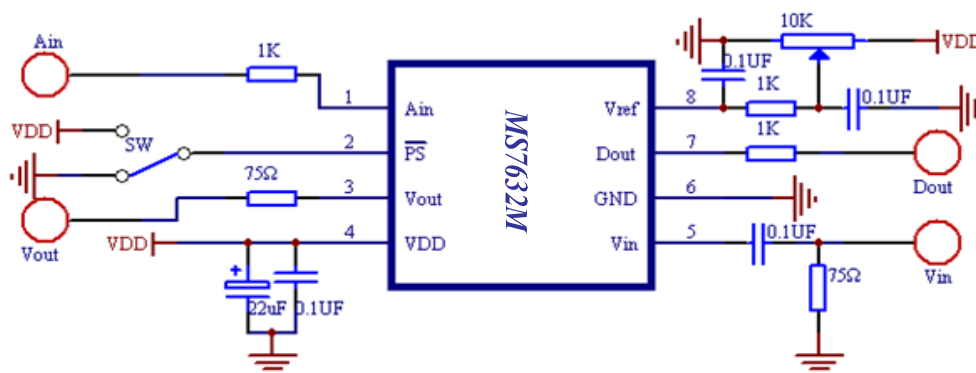 Ain
1K
1
Ain
VDD
SW
2
PS
75Ω
3
Vout
Vout
VDD
4
VDD
22uF
0.1UF
MS7632M
10K
VDD
0.1UF
1K
0.1UF
Vref
8
1K
Dout
7
Dout
GND
6
Vin
5
0.1UF
75Ω
Vin